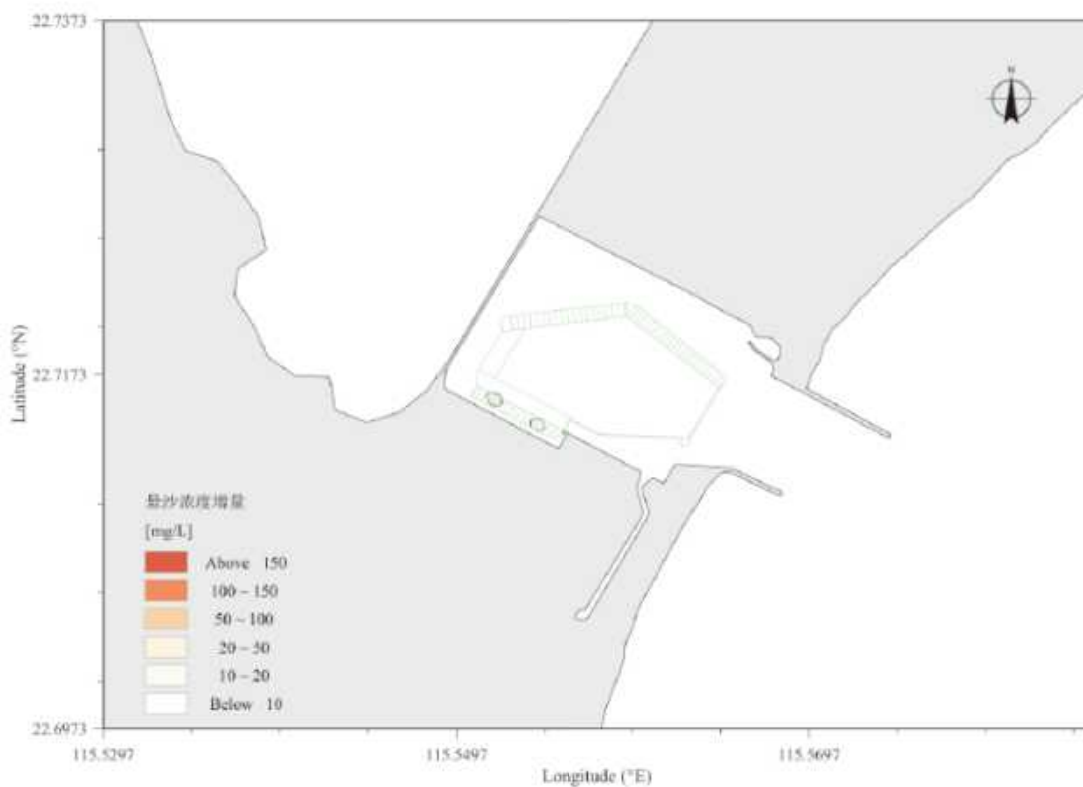 22.7373
N
22.7173
Latitude (°N)
悬沙浓度增量
[mg/L]
Above 150
100 ~ 150
50 ~ 100
20 ~ 50
10 ~ 20
Below 10
22.6973
115.5297
115.5497
115.5697
Longitude (°E)